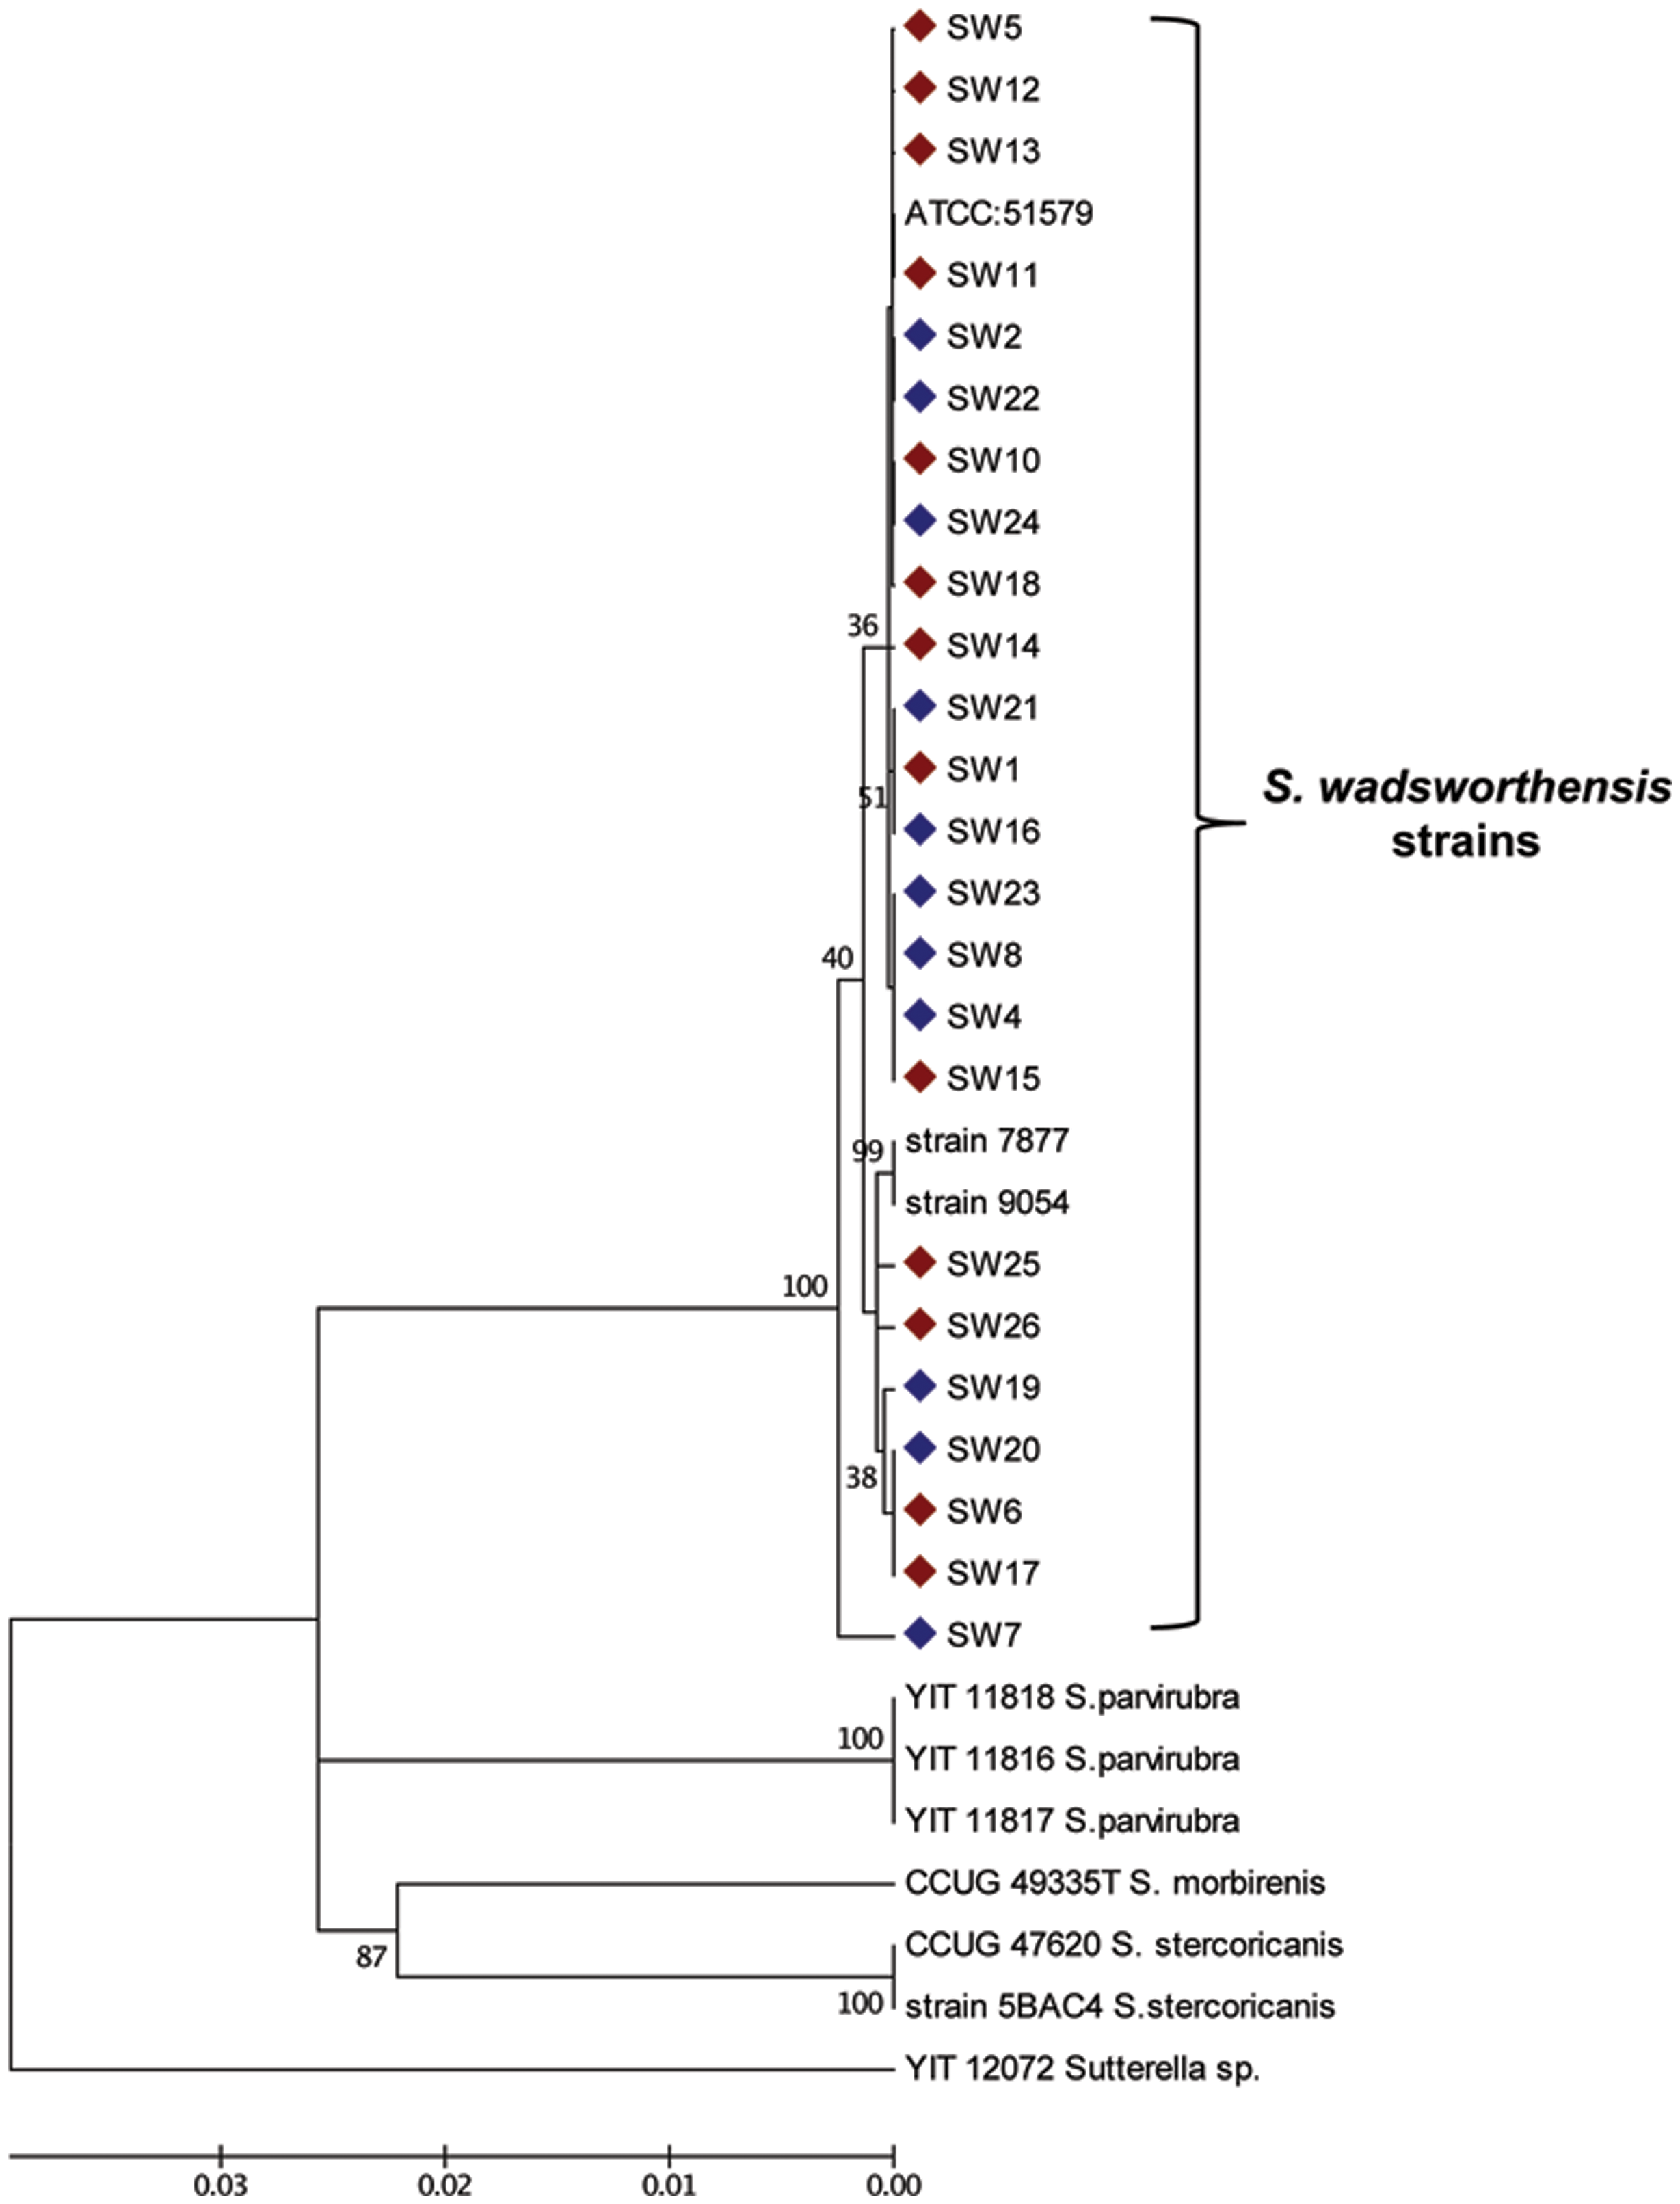 SW5
SW12
SW13
ATCC:51579
SW11
SW2
SW22
SW10
SW24
SW18
36
SW14
SW21
SW1
51
SW16
SW23
SW8
40
SW4
SW15
99
strain 7877
strain 9054
SW25
100
SW26
SW19
SW20
38
SW6
SW17
SW7
S. wadsworthensis
strains
YIT 11818 S.parvirubra
100
YIT 11816 S.parvirubra
YIT 11817 S.parvirubra
CCUG 49335T S. morbirenis
87
CCUG 47620 S. stercoricanis
100
strain 5BAC4 S.stercoricanis
YIT 12072 Sutterella sp.
0.03
0.02
0.01
0.00